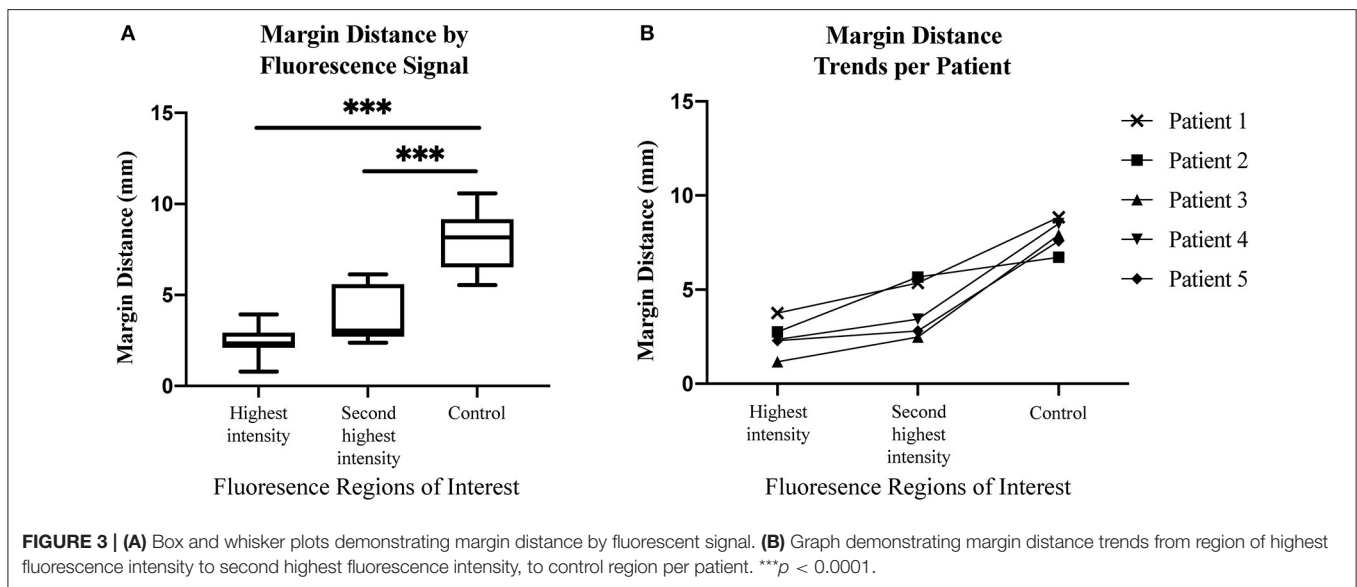 A
Margin Distance by
Fluorescence Signal
Margin Distance (mm)
15
10
5
0
***
***
Highest
intensity
Second
highest
intensity
Control
Fluoresence Regions of Interest
B
Margin Distance
Trends per Patient
Margin Distance (mm)
15
10
5
0
Highest
intensity
Second
highest
intensity
Control
Fluoresence Regions of Interest
Patient 1
Patient 2
Patient 3
Patient 4
Patient 5
FIGURE 3 | (A) Box and whisker plots demonstrating margin distance by fluorescent signal. (B) Graph demonstrating margin distance trends from region of highest
fluorescence intensity to second highest fluorescence intensity, to control region per patient. ***p < 0.0001.